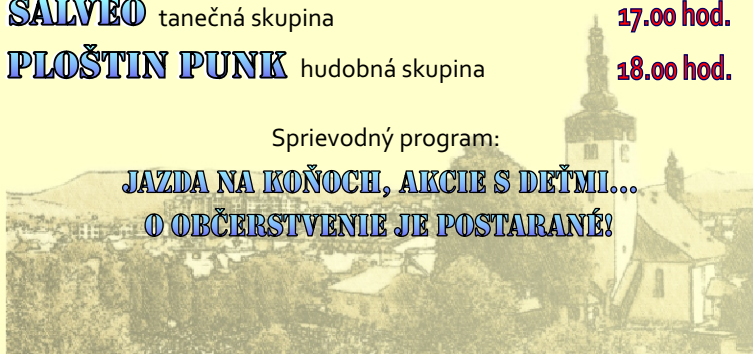 SALVEO tanečná skupina 17.00 hod.
PLOŠTIN PUNK hudobná skupina 18.00 hod.
Sprievodný program:
JAZDA NA KOŇOCH, AKCIE S DEŤMI...
O OBČERSTVENIE JE POSTARANÉ!